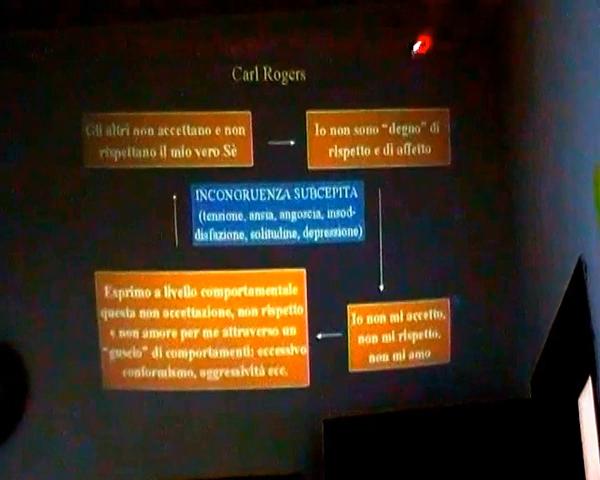 Carl Rogers
Gli altri non accettano e non
rispettano il mio vero Sè
Io non sono “degno” di
rispetto e di affetto
INCONGRUENZA SUBCEPITA
(tensione, ansia, angoscia, insod-
disfazione, solitudine, depressione)
Io non mi accetto,
non mi rispetto,
non mi amo
Esprimo a livello comportamentale
questa non accettazione, non rispetto
e non amore per me attraverso un
“guscio” di comportamenti: eccessivo
conformismo, aggressività ecc.